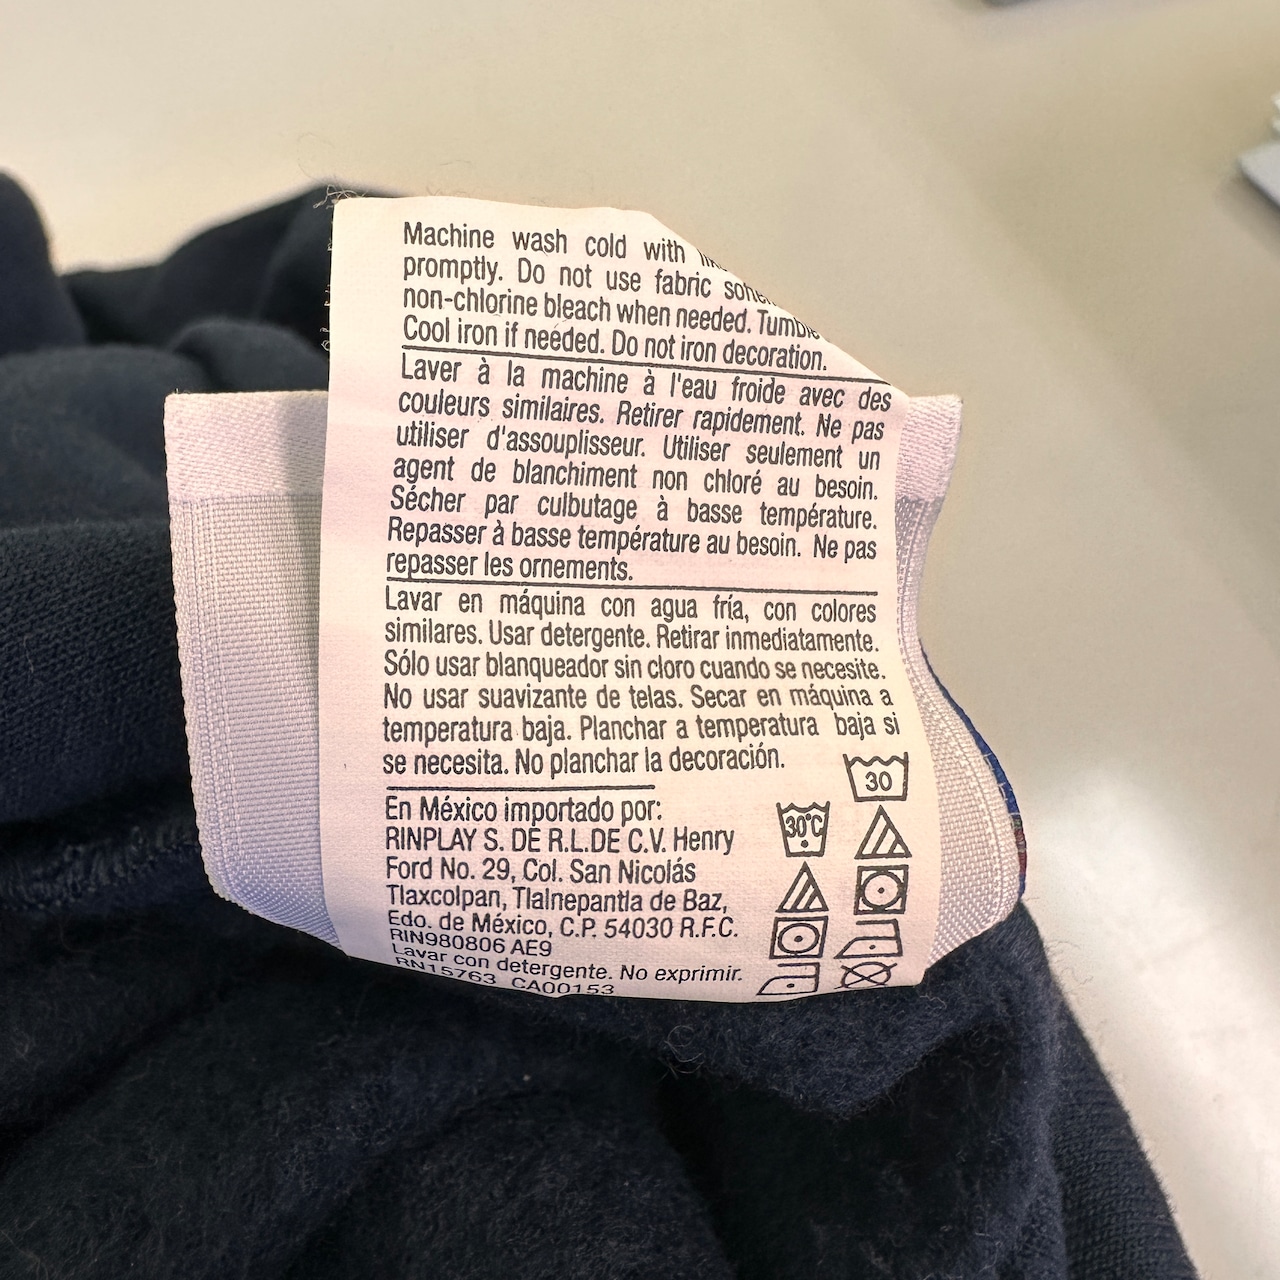 Machine wash cold with
promptly. Do not use fabric
non-chlorine bleach when needed. Tumble
Cool iron if needed. Do not iron decoration.
Laver à la machine à l'eau froide avec des
couleurs similaires. Retirer rapidement. Ne pas
utiliser d'assouplisseur. Utiliser seulement un
agent de blanchiment non chloré au besoin.
Sécher par culbutage à basse température.
Repasser à basse température au besoin. Ne pas
repasser les ornements.
Lavar en máquina con agua fría, con colores
similares. Usar detergente. Retirar inmediatamente.
Sólo usar blanqueador sin cloro cuando se necesite.
No usar suavizante de telas. Secar en máquina a
temperatura baja. Planchar a temperatura baja si
se necesita. No planchar la decoración.
30
30°C
En México importado por:
RINPLAY S. DE R.L.DE C.V. Henry
Ford No. 29, Col. San Nicolás
Tlaxcolpan, Tlalnepantla de Baz,
Edo. de México, C.P. 54030 R.F.C.
RIN980806 AE9
Lavar con detergente. No exprimir.
RN15763 CA00153